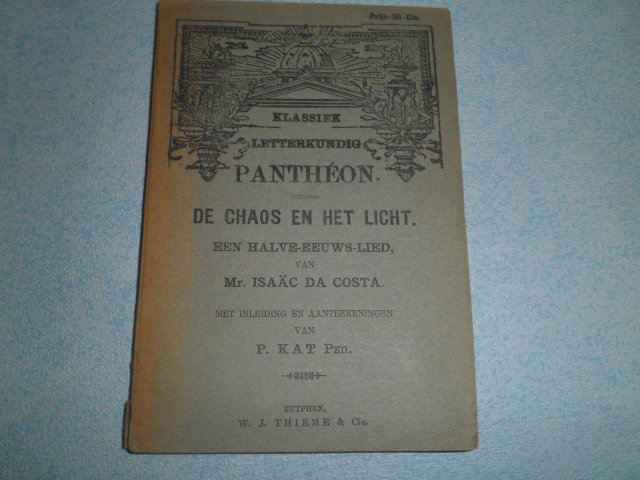 Prijs 30 Cts.
KLASSIEK
LETTERKUNDIG
PANTHÉON.
DE CHAOS EN HET LICHT.
EEN HALVE-EEUWS-LIED,
VAN
Mr. ISAÄC DA COSTA.
MET INLEIDING EN AANTEEKENINGEN
VAN
P. KAT Pzn.
ZUTPHEN,
W. J. THIEME & Cie.